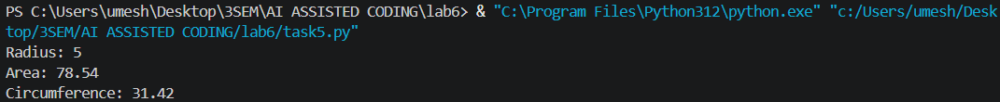 PS C:\Users\umesh\Desktop\3SEM\AI ASSISTED CODING\lab6> & "C:\Program Files\Python312\python.exe" "c:/Users/umesh/Desk
top/3SEM/AI ASSISTED CODING/lab6/task5.py"
Radius: 5
Area: 78.54
Circumference: 31.42